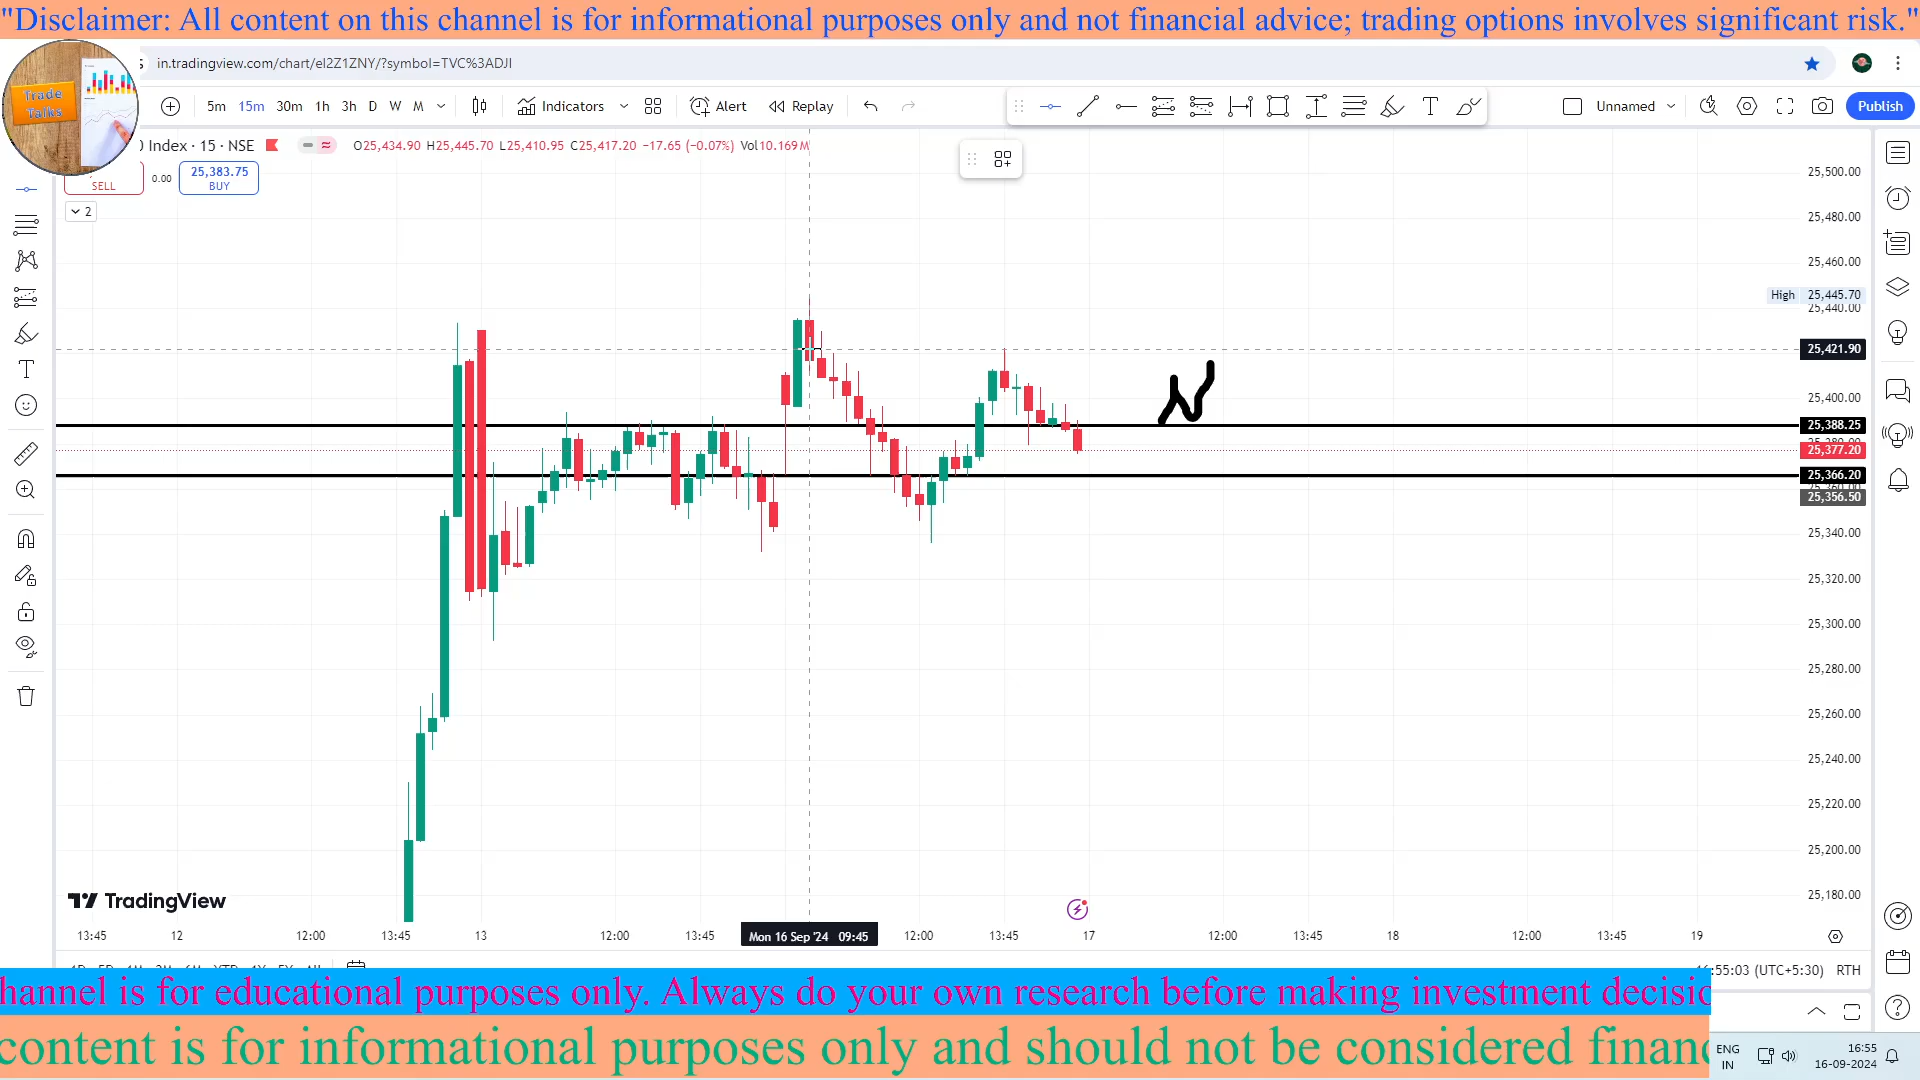 "Disclaimer: All content on this channel is for informational purposes only and not financial advice; trading options involves significant risk."
in.tradingview.com/chart/eI2Z1ZNY/?symbol=TVC%3ADJI
Trade
Talks
5m 15m 30m 1h 3h D W M Indicators Alert Replay Unnamed Publish
Index · 15 · NSE O25,434.90 H25,445.70 L25,410.95 C25,417.20 −17.65 (−0.07%) Vol10.169M
SELL 0.00 25,383.75
BUY
2
25,500.00
25,480.00
25,460.00
High 25,445.70
25,440.00
25,421.90
25,400.00
25,388.25
25,377.20
25,366.20
25,356.50
25,340.00
25,320.00
25,300.00
25,280.00
25,260.00
25,240.00
25,220.00
25,200.00
25,180.00
N
TradingView
13:45 12 12:00 13:45 13 12:00 13:45 Mon 16 Sep '24 09:45 12:00 13:45 17 12:00 13:45 18 12:00 13:45 19
:55:03 (UTC+5:30) RTH
hannel is for educational purposes only. Always do your own research before making investment decisio
content is for informational purposes only and should not be considered financ
ENG
IN
16:55
16-09-2024